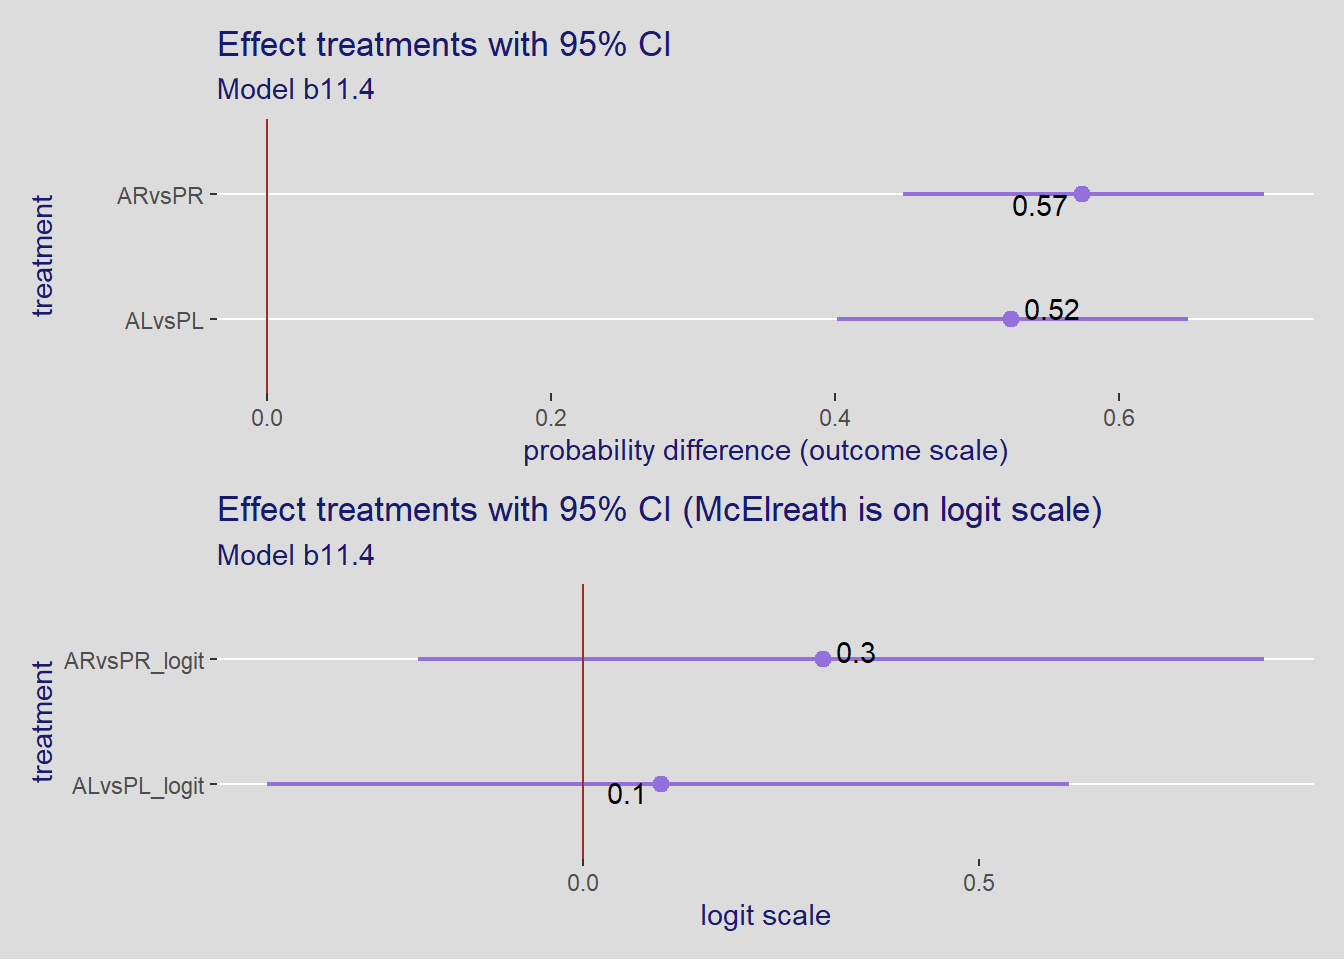 Effect treatments with 95% CI
Model b11.4
treatment
ARvsPR
0.57
ALvsPL
0.52
0.0 0.2 0.4 0.6
probability difference (outcome scale)
Effect treatments with 95% CI (McElreath is on logit scale)
Model b11.4
treatment
ARvsPR_logit
0.3
ALvsPL_logit
0.1
0.0 0.5
logit scale